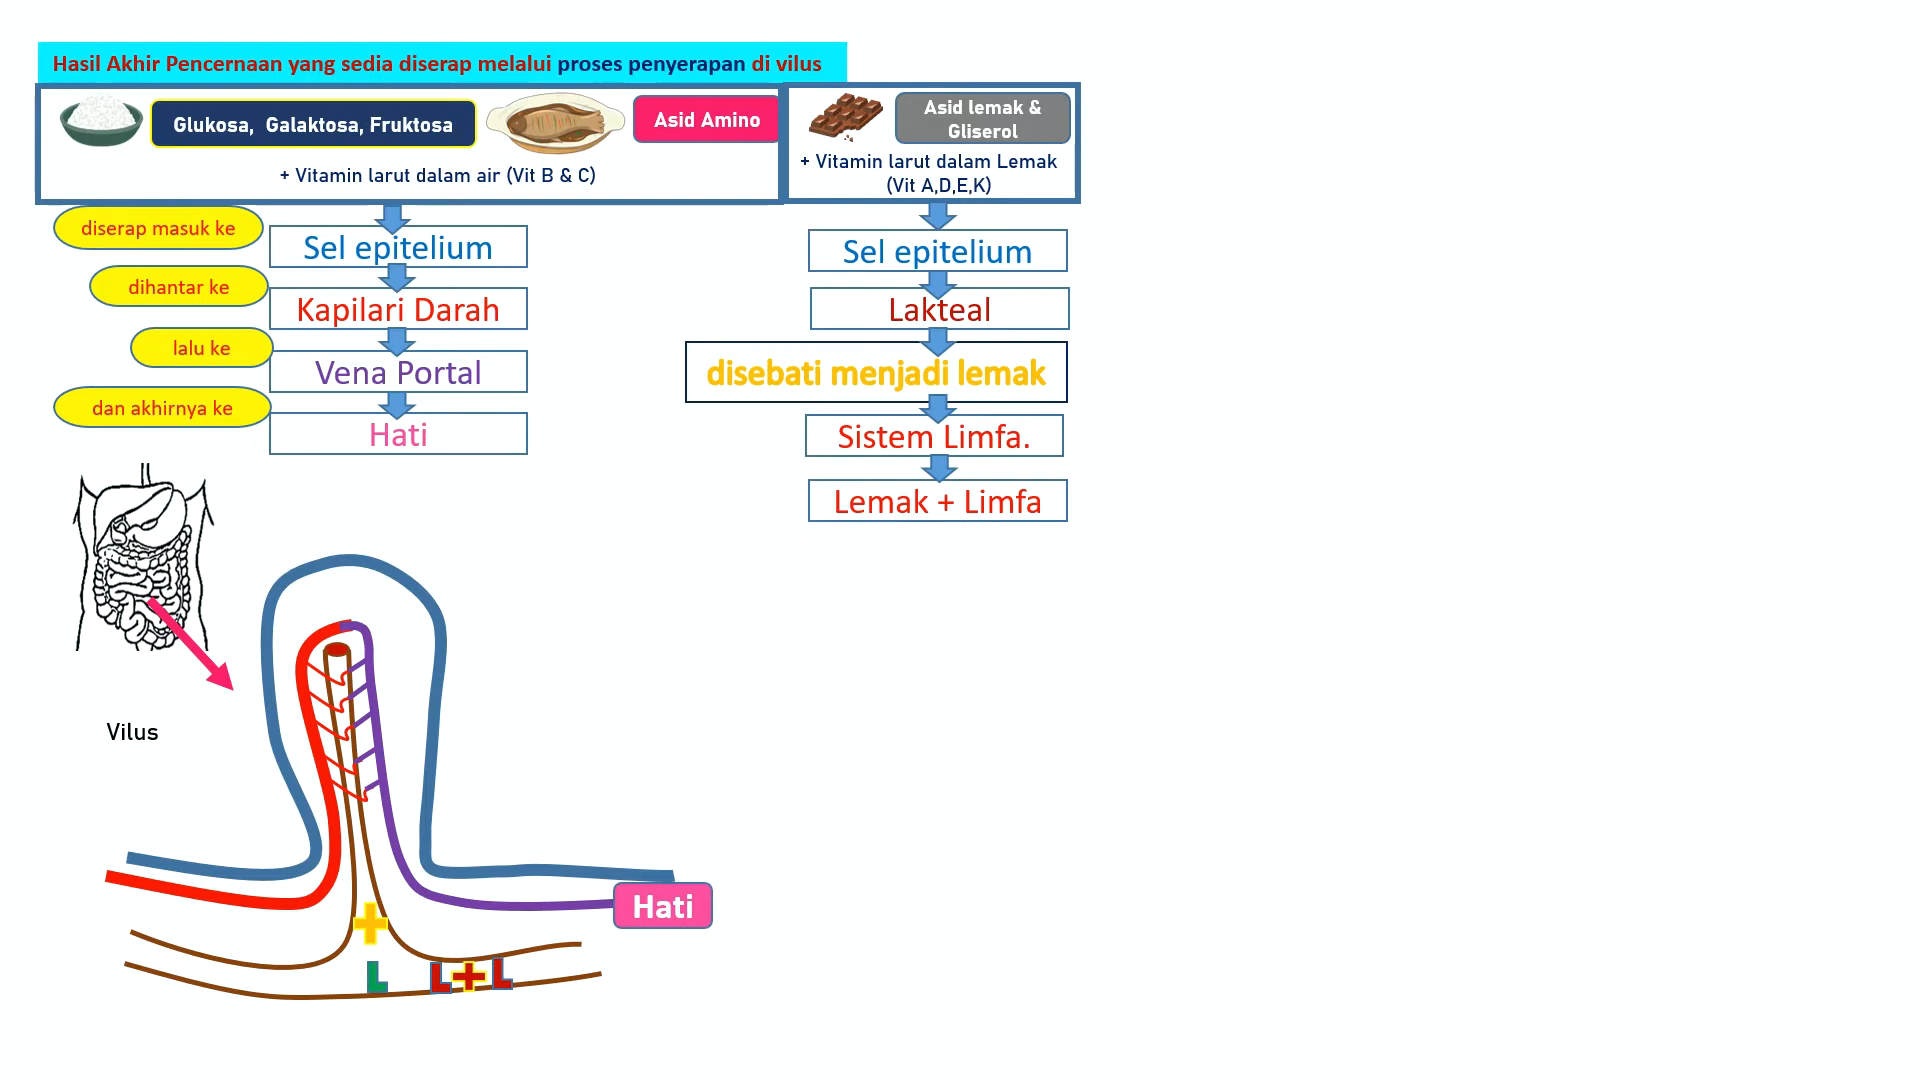 Hasil Akhir Pencernaan yang sedia diserap melalui proses penyerapan di vilus
Glukosa, Galaktosa, Fruktosa
Asid Amino
+ Vitamin larut dalam air (Vit B & C)
Asid lemak &
Gliserol
+ Vitamin larut dalam Lemak
(Vit A,D,E,K)
diserap masuk ke
Sel epitelium
dihantar ke
Kapilari Darah
lalu ke
Vena Portal
dan akhirnya ke
Hati
Sel epitelium
Lakteal
disebati menjadi lemak
Sistem Limfa.
Lemak + Limfa
Vilus
Hati
+
L
L+L